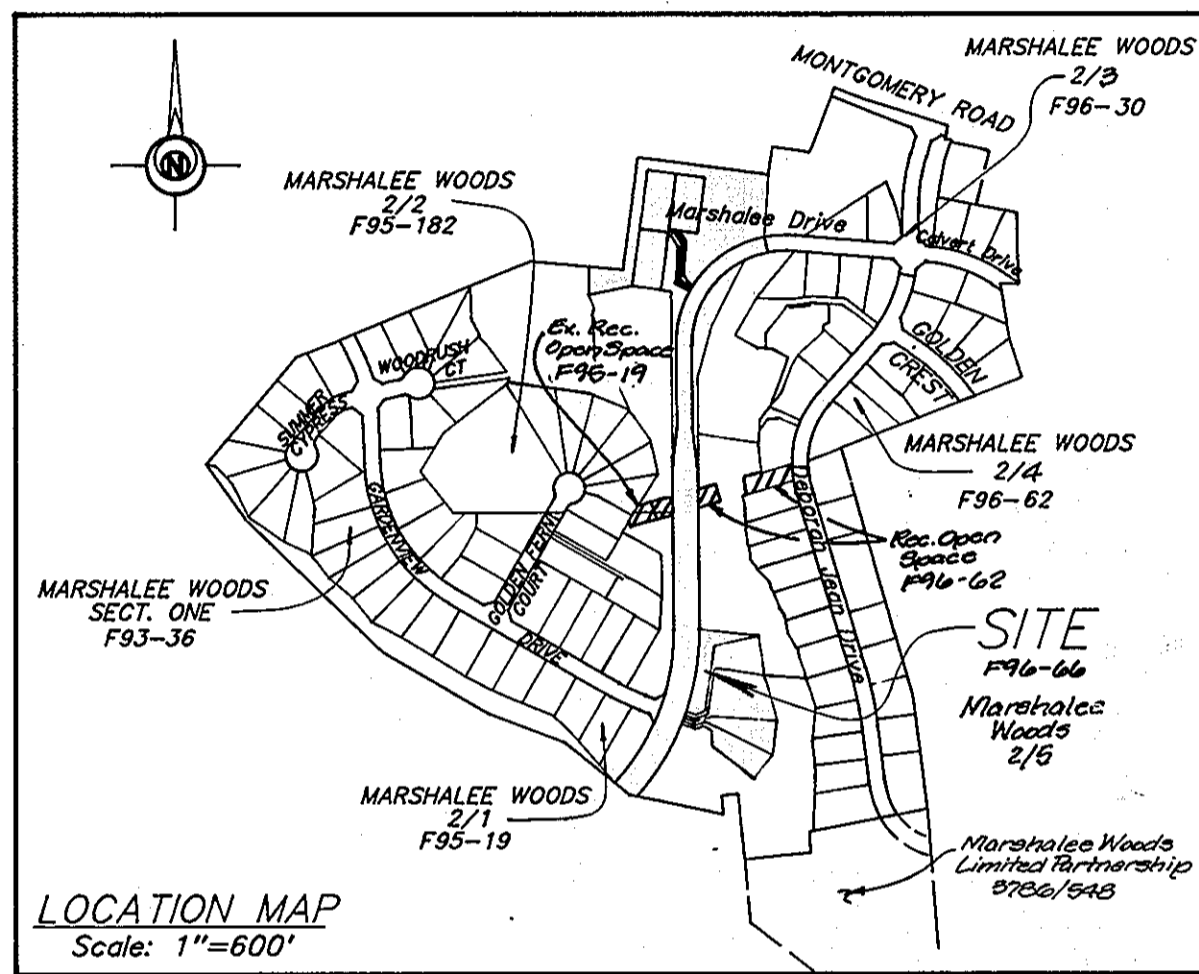 MARSHALEE WOODS
2/3
F96-30
MONTGOMERY ROAD
N
MARSHALEE WOODS
2/2
F95-182
Marshalee Drive
Calvert Drive
Ex. Rec.
Open Space
F95-19
WOODRUSH
CT
GOLDEN
CREST
SUMMER
CYPRESS
MARSHALEE WOODS
2/4
F96-62
GARDENVIEW
DRIVE
GOLDEN FERN
COURT
Deborah Jean Drive
Rec. Open
Space
F96-62
MARSHALEE WOODS
SECT. ONE
F93-36
SITE
F96-66
Marshalee
Woods
2/5
MARSHALEE WOODS
2/1
F95-19
Marshalee Woods
Limited Partnership
3786/548
LOCATION MAP
Scale: 1"=600'